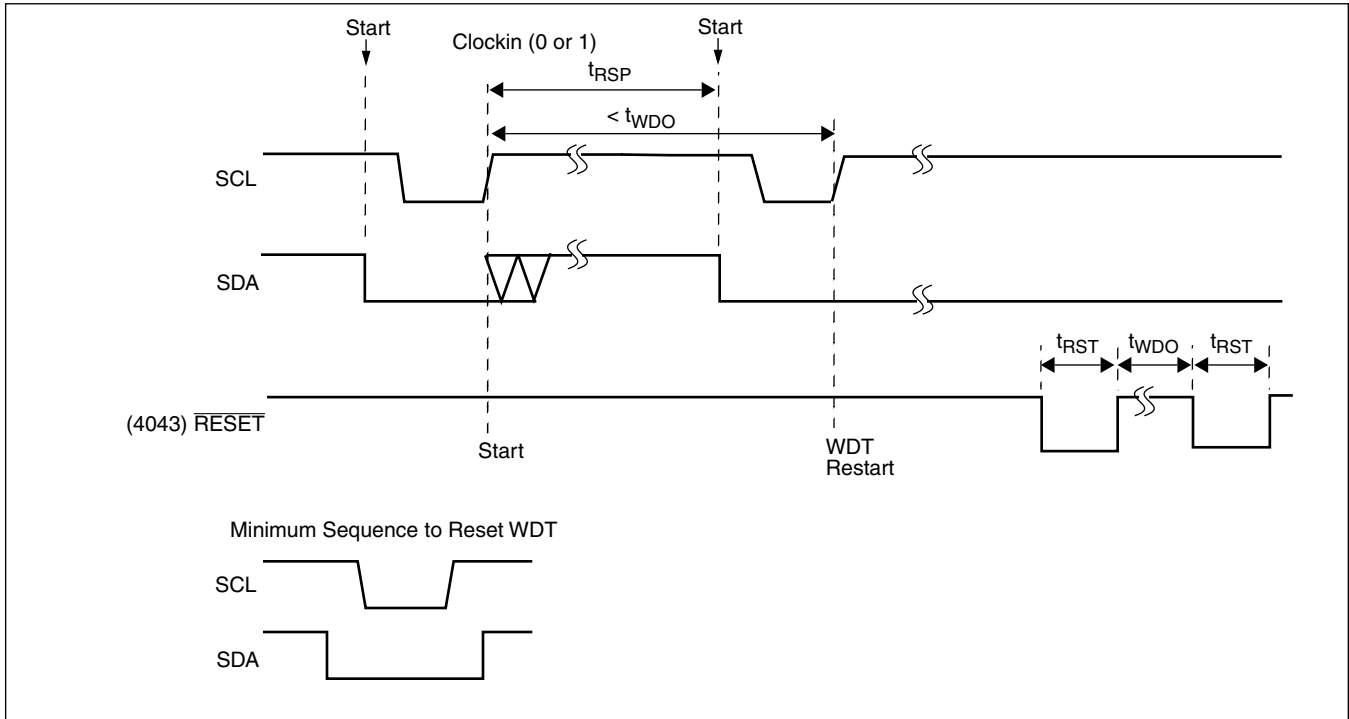 Start
Start
Clockin (0 or 1)
tRSP
< tWDO
SCL
SDA
tRST
tWDO
tRST
(4043) RESET
Start
WDT
Restart
Minimum Sequence to Reset WDT
SCL
SDA